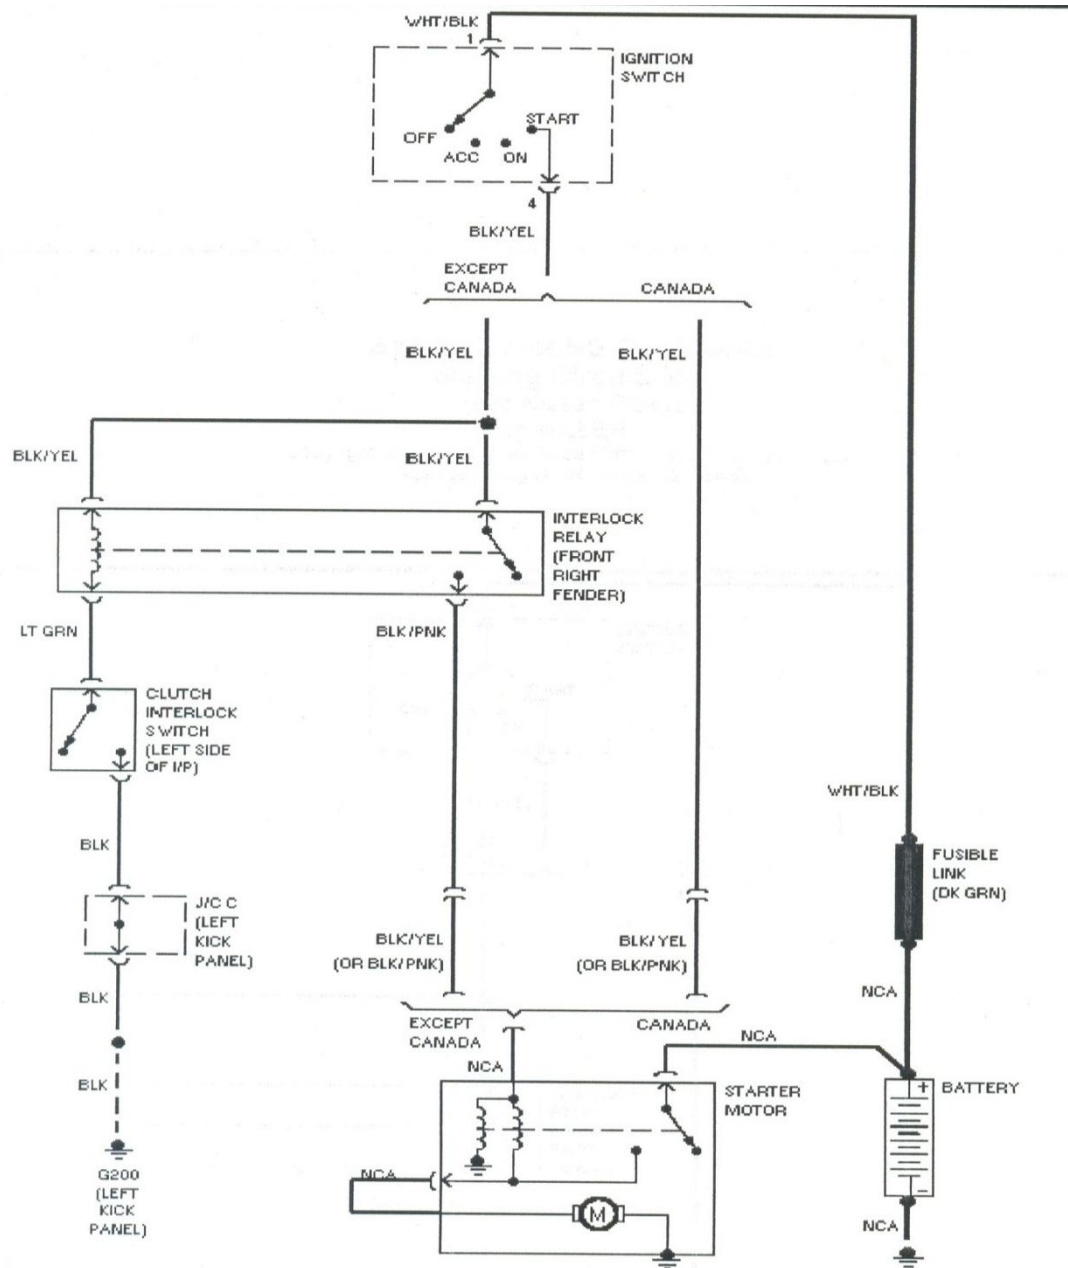 WHT/BLK
1
IGNITION
SWITCH
START
OFF
ACC
ON
4
BLK/YEL
EXCEPT
CANADA
CANADA
BLK/YEL
BLK/YEL
BLK/YEL
BLK/YEL
INTERLOCK
RELAY
(FRONT
RIGHT
FENDER)
LT GRN
BLK/PNK
CLUTCH
INTERLOCK
SWITCH
(LEFT SIDE
OF I/P)
WHT/BLK
BLK
FUSIBLE
LINK
(DK GRN)
J/C C
(LEFT
KICK
PANEL)
BLK/YEL
(OR BLK/PNK)
BLK/YEL
(OR BLK/PNK)
BLK
NCA
EXCEPT
CANADA
CANADA
NCA
NCA
BLK
STARTER
MOTOR
+
BATTERY
NCA
G200
(LEFT
KICK
PANEL)
M
-
NCA